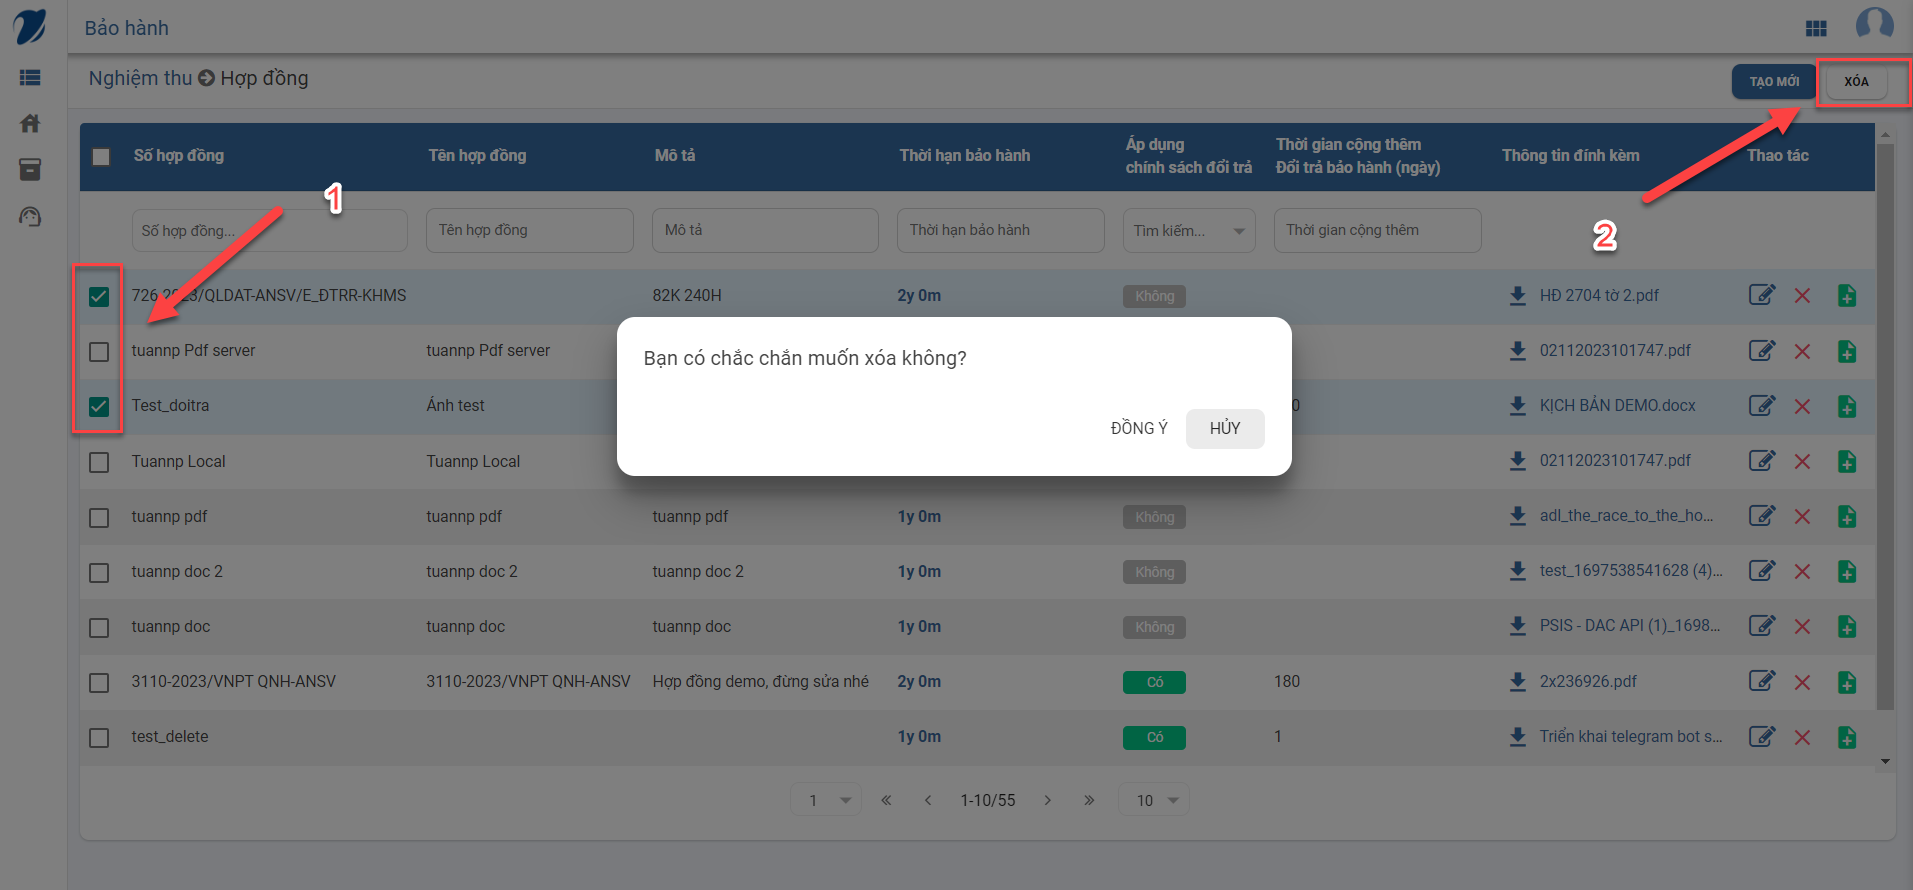 Bảo hành
Nghiệm thu Hợp đồng
TẠO MỚI
XÓA
Số hợp đồng
Tên hợp đồng
Mô tả
Thời hạn bảo hành
Áp dụng
chính sách đổi trả
Thời gian cộng thêm
Đổi trả bảo hành (ngày)
Thông tin đính kèm
Thao tác
1
2
Số hợp đồng...
Tên hợp đồng
Mô tả
Thời hạn bảo hành
Tìm kiếm...
Thời gian cộng thêm
726-2023/QLDAT-ANSV/E_ĐTRR-KHMS
82K 240H
2y 0m
Không
HĐ 2704 tờ 2.pdf
tuannp Pdf server
tuannp Pdf server
02112023101747.pdf
Test_doitra
Ánh test
0
KỊCH BẢN DEMO.docx
Bạn có chắc chắn muốn xóa không?
ĐỒNG Ý
HỦY
Tuannp Local
Tuannp Local
02112023101747.pdf
tuannp pdf
tuannp pdf
tuannp pdf
1y 0m
Không
adl_the_race_to_the_ho...
tuannp doc 2
tuannp doc 2
tuannp doc 2
1y 0m
Không
test_1697538541628 (4)...
tuannp doc
tuannp doc
tuannp doc
1y 0m
Không
PSIS - DAC API (1)_1698...
3110-2023/VNPT QNH-ANSV
3110-2023/VNPT QNH-ANSV
Hợp đồng demo, đừng sửa nhé
2y 0m
Có
180
2x236926.pdf
test_delete
1y 0m
Có
1
Triển khai telegram bot s...
1
1-10/55
10